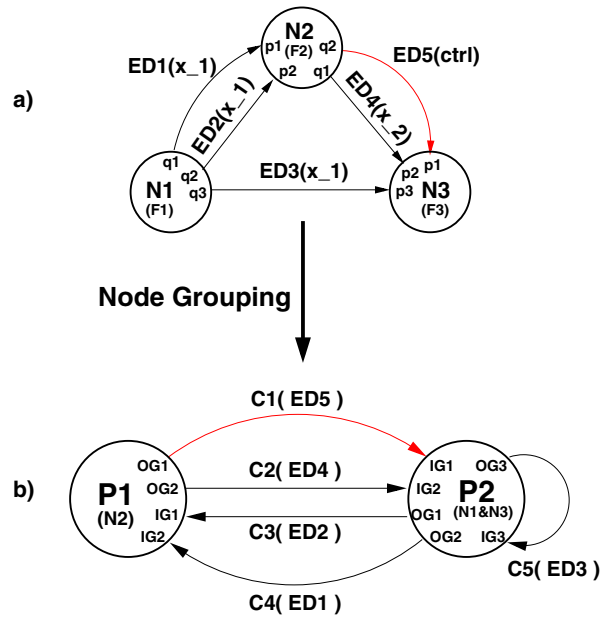 a)
N2
(F2)
p1
q2
p2
q1
ED1(x_1)
ED2(x_1)
ED5(ctrl)
ED4(x_2)
q1
q2
q3
N1
(F1)
ED3(x_1)
p1
p2
p3
N3
(F3)
Node Grouping
b)
C1( ED5 )
OG1
OG2
IG1
IG2
P1
(N2)
C2( ED4 )
C3( ED2 )
C4( ED1 )
IG1
OG3
IG2
P2
OG1
(N1&N3)
OG2
IG3
C5( ED3 )